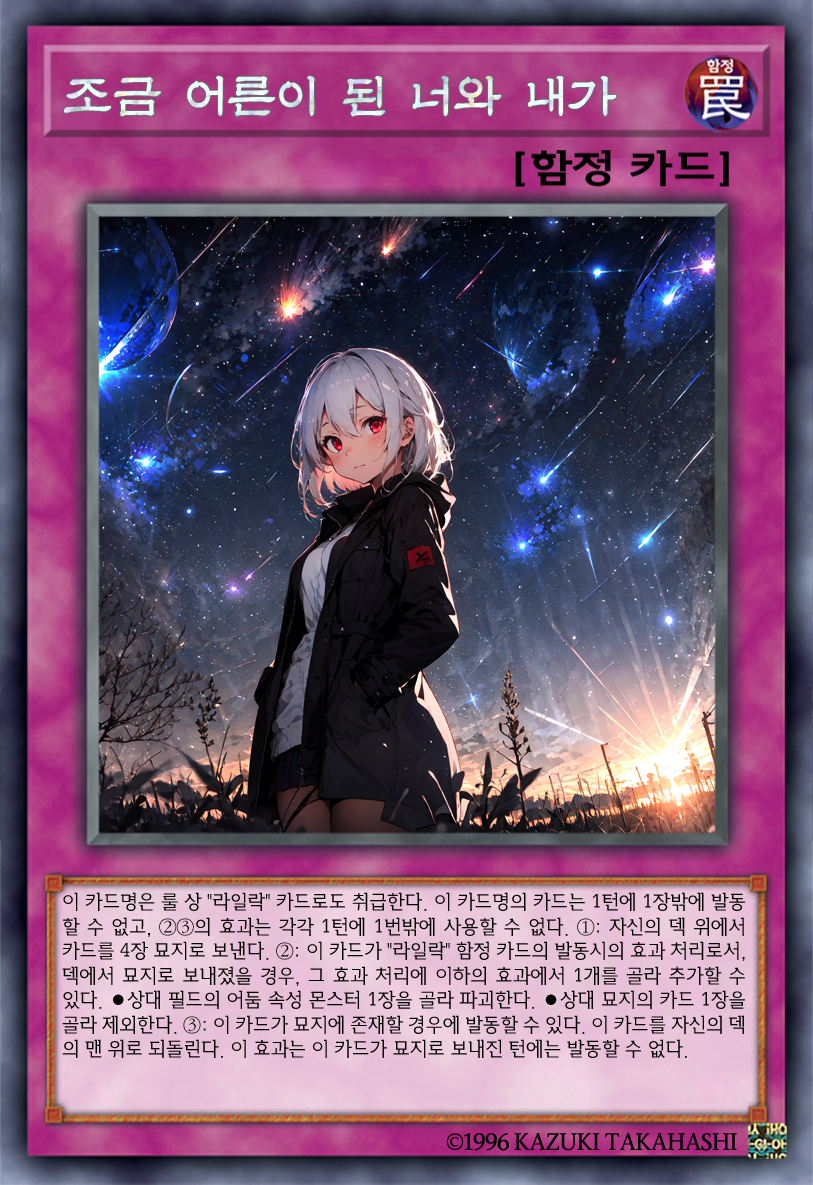 조금 어른이 된 너와 내가
함정
罠
[함정 카드]
이 카드명은 룰 상 "라일락" 카드로도 취급한다. 이 카드명의 카드는 1턴에 1장밖에 발동
할 수 없고, ②③의 효과는 각각 1턴에 1번밖에 사용할 수 없다. ①: 자신의 덱 위에서
카드를 4장 묘지로 보낸다. ②: 이 카드가 "라일락" 함정 카드의 발동시의 효과 처리로서,
덱에서 묘지로 보내졌을 경우, 그 효과 처리에 이하의 효과에서 1개를 골라 추가할 수
있다. ●상대 필드의 어둠 속성 몬스터 1장을 골라 파괴한다. ●상대 묘지의 카드 1장을
골라 제외한다. ③: 이 카드가 묘지에 존재할 경우에 발동할 수 있다. 이 카드를 자신의 덱
의 맨 위로 되돌린다. 이 효과는 이 카드가 묘지로 보내진 턴에는 발동할 수 없다.
©1996 KAZUKI TAKAHASHI